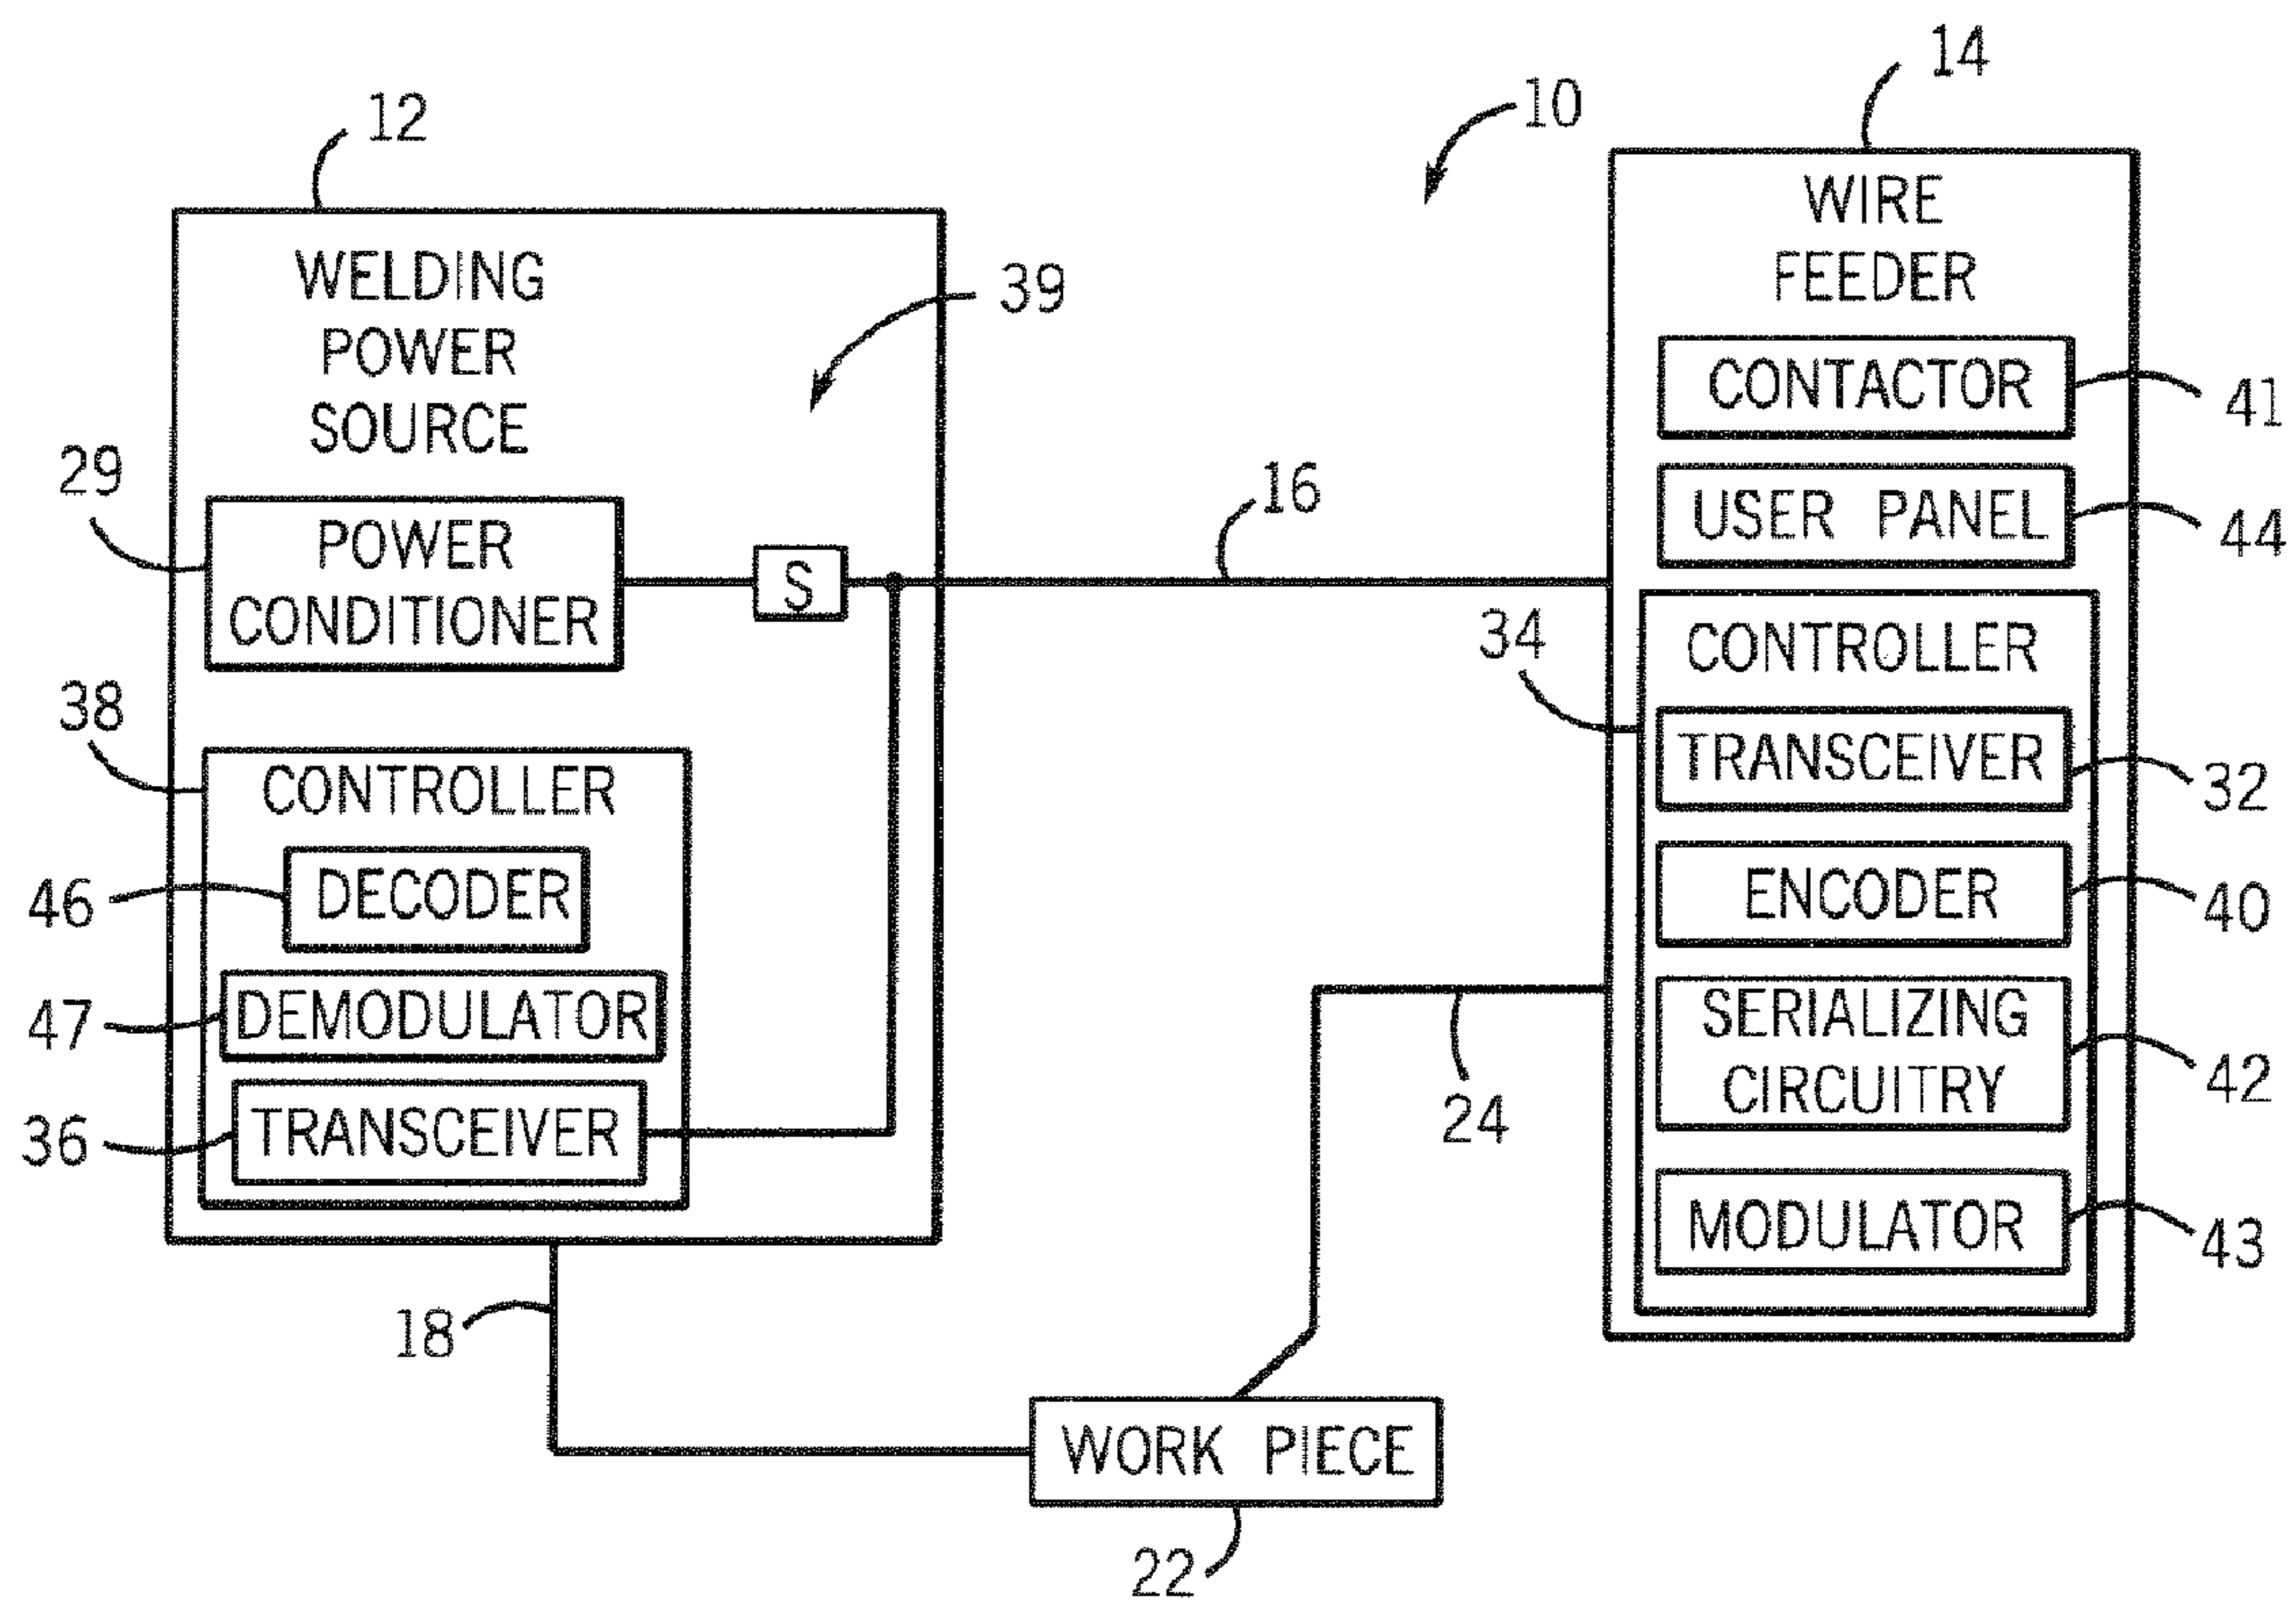 14
10
12
WIRE
FEEDER
WELDING
POWER
SOURCE
39
CONTACTOR
41
29
16
USER PANEL
44
POWER
CONDITIONER
S
34
CONTROLLER
38
TRANSCEIVER
32
CONTROLLER
46
DECODER
ENCODER
40
47
DEMODULATOR
SERIALIZING
CIRCUITRY
42
36
TRANSCEIVER
24
MODULATOR
43
18
WORK PIECE
22